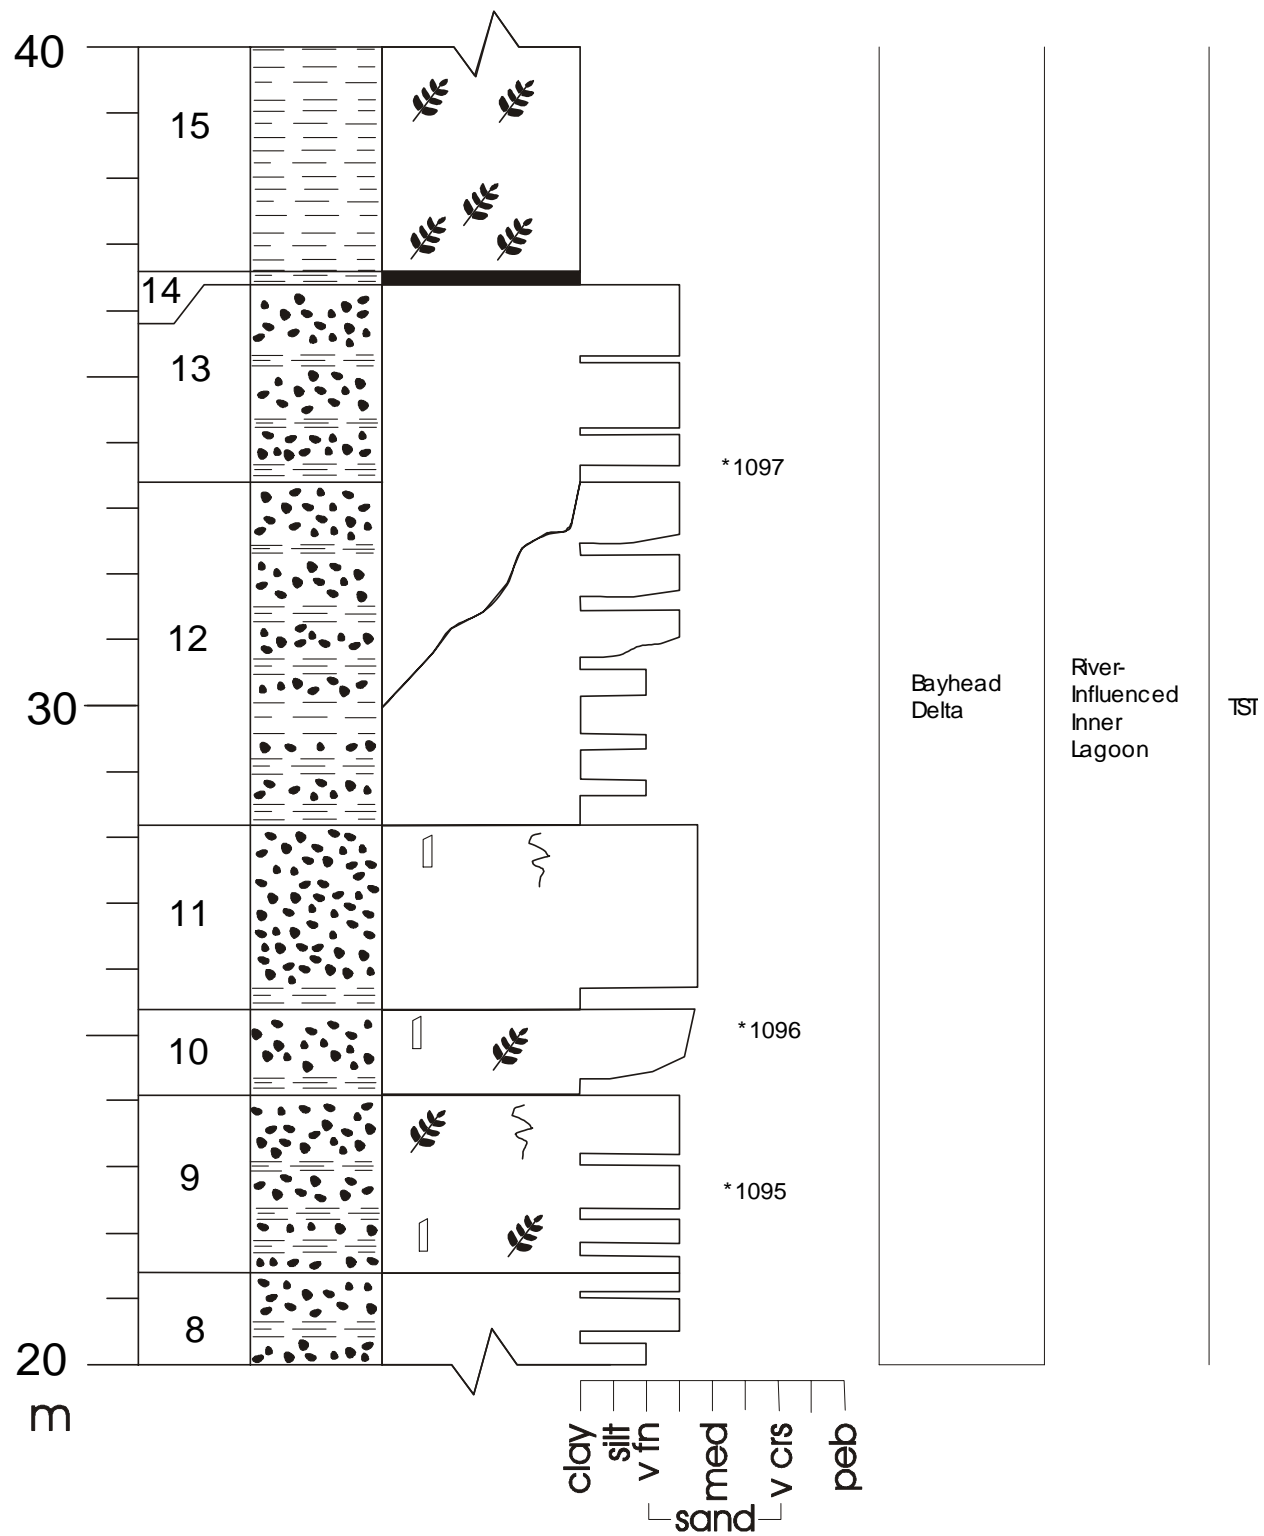 40
15
14
13
*1097
12
30
Bayhead
Delta
River-
Influenced
Inner
Lagoon
TST
11
10
*1096
9
*1095
8
20
m
clay
silt
v fn
med
v crs
peb
sand